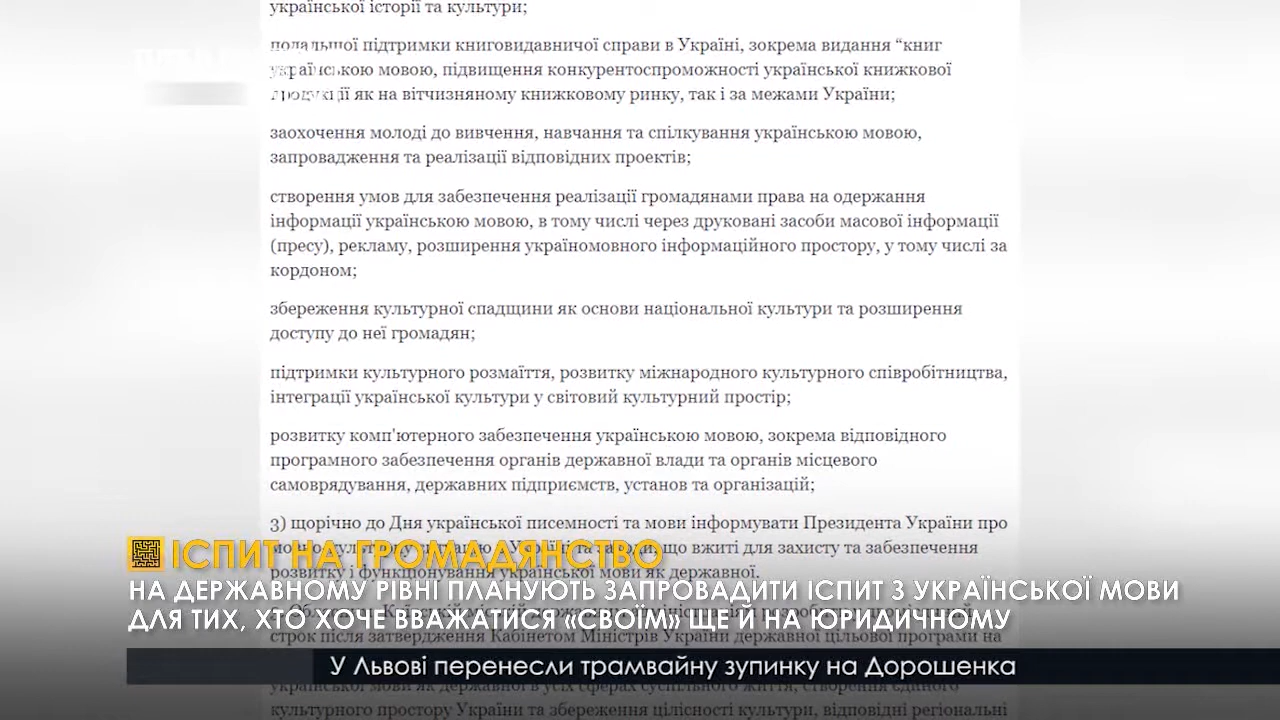 української історії та культури;
подальшої підтримки книговидавничої справи в Україні, зокрема видання “книг
українською мовою, підвищення конкурентоспроможності української книжкової
продукції як на вітчизняному книжковому ринку, так і за межами України;
заохочення молоді до вивчення, навчання та спілкування українською мовою,
запровадження та реалізації відповідних проектів;
створення умов для забезпечення реалізації громадянами права на одержання
інформації українською мовою, в тому числі через друковані засоби масової інформації
(пресу), рекламу, розширення україномовного інформаційного простору, у тому числі за
кордоном;
збереження культурної спадщини як основи національної культури та розширення
доступу до неї громадян;
підтримки культурного розмаїття, розвитку міжнародного культурного співробітництва,
інтеграції української культури у світовий культурний простір;
розвитку комп'ютерного забезпечення українською мовою, зокрема відповідного
програмного забезпечення органів державної влади та органів місцевого
самоврядування, державних підприємств, установ та організацій;
3) щорічно до Дня української писемності та мови інформувати Президента України про
що вжиті для захисту та забезпечення
розвитку і функціонування української мови як державної.
ІСПИТ НА ГРОМАДЯНСТВО
НА ДЕРЖАВНОМУ РІВНІ ПЛАНУЮТЬ ЗАПРОВАДИТИ ІСПИТ З УКРАЇНСЬКОЇ МОВИ
ДЛЯ ТИХ, ХТО ХОЧЕ ВВАЖАТИСЯ «СВОЇМ» ЩЕ Й НА ЮРИДИЧНОМУ
строк після затвердження Кабінетом Міністрів України державної цільової програми на
У Львові перенесли трамвайну зупинку на Дорошенка
української мови як державної в усіх сферах суспільного життя, створення єдиного
культурного простору України та збереження цілісності культури, відповідні регіональні